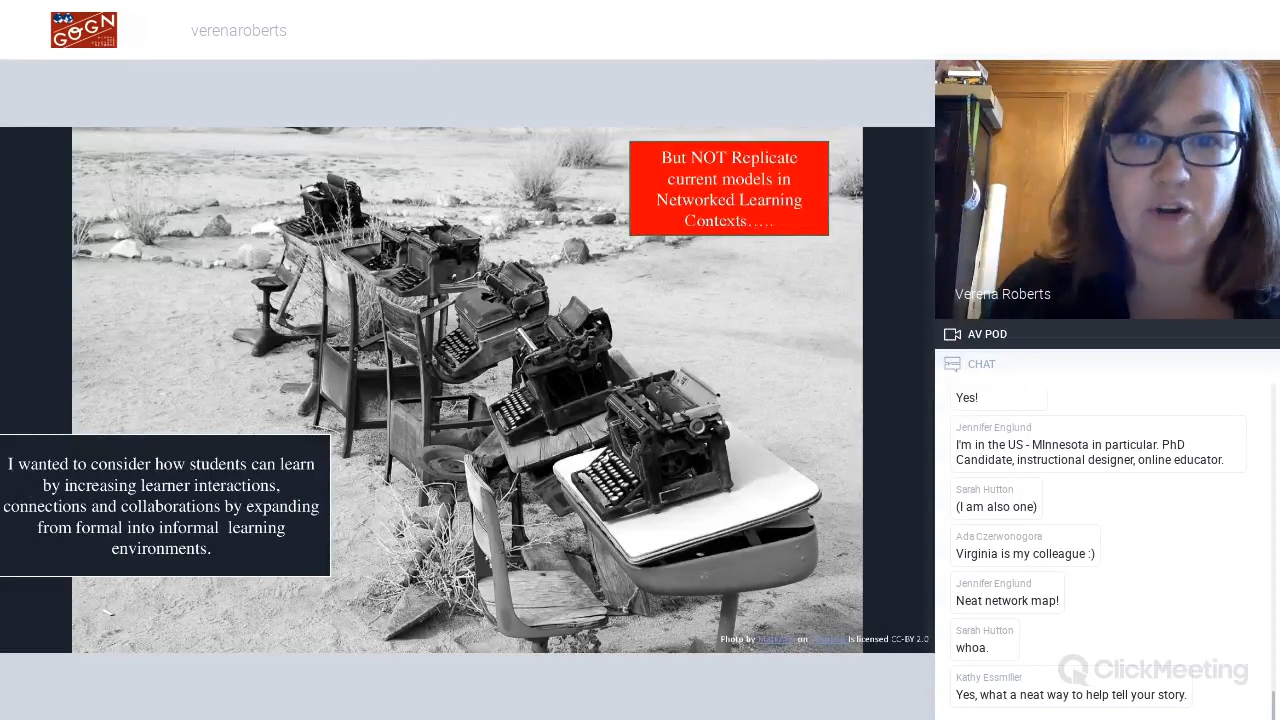 GOGN
verenaroberts
But NOT Replicate
current models in
Networked Learning
Contexts.....
I wanted to consider how students can learn
by increasing learner interactions,
connections and collaborations by expanding
from formal into informal learning
environments.
Photo by
on
Is licensed CC-BY 2.0
Verena Roberts
AV POD
CHAT
Yes!
Jennifer Englund
I'm in the US - MInnesota in particular. PhD
Candidate, instructional designer, online educator.
Sarah Hutton
(I am also one)
Ada Czerwonogora
Virginia is my colleague :)
Jennifer Englund
Neat network map!
Sarah Hutton
whoa.
Kathy Essmiller
Yes, what a neat way to help tell your story.
ClickMeeting